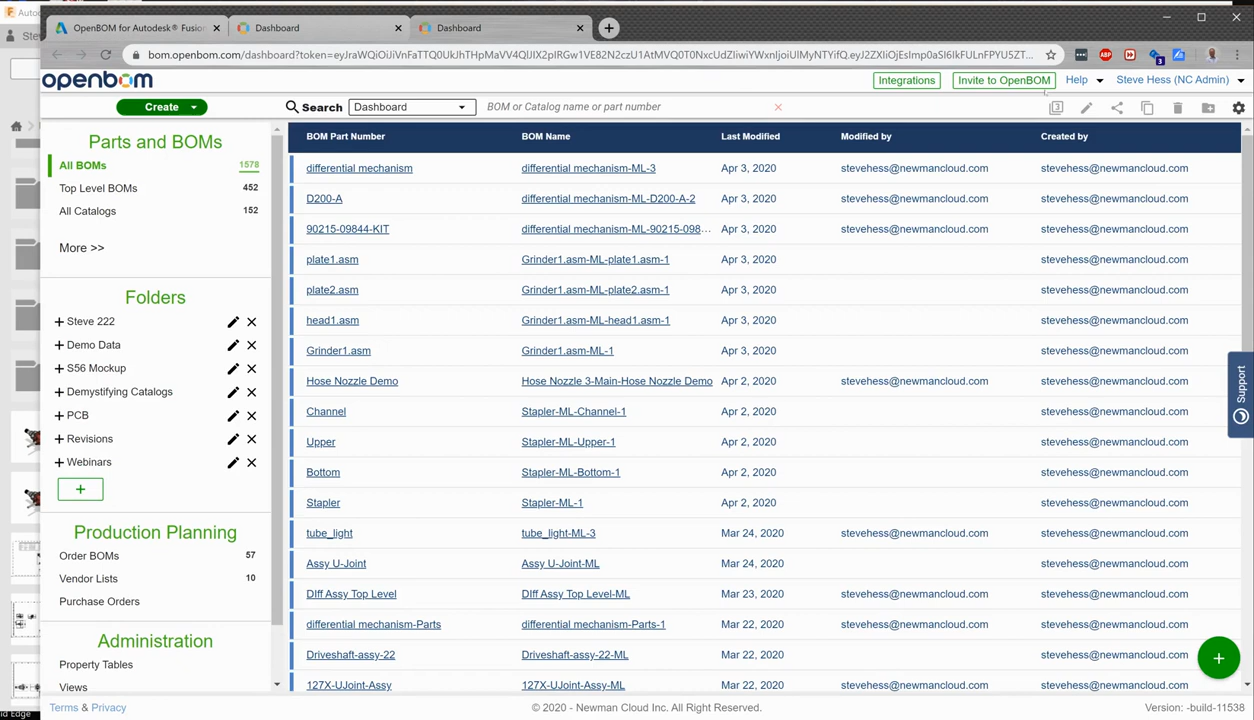 OpenBOM for Autodesk® Fusion
Dashboard
Dashboard
bom.openbom.com/dashboard?token=eyJraWQiOiJiVnFaTTQ0UkJhTHpMaVV4QlJIX2pIRGw1VE82N2czU1AtMVQ0T0NxcUdZIiwiYWxnIjoiUlMyNTYifQ.eyJ2ZXIiOjEsImp0aSI6IkFULnFPYU5ZT...
openbom
Integrations
Invite to OpenBOM
Help
Steve Hess (NC Admin)
Create
Search
Dashboard
BOM or Catalog name or part number
Parts and BOMs
All BOMs 1578
Top Level BOMs 452
All Catalogs 152
More >>
Folders
Steve 222
Demo Data
S56 Mockup
Demystifying Catalogs
PCB
Revisions
Webinars
Production Planning
Order BOMs 57
Vendor Lists 10
Purchase Orders
Administration
Property Tables
Views
BOM Part Number BOM Name Last Modified Modified by Created by
differential mechanism differential mechanism-ML-3 Apr 3, 2020 stevehess@newmancloud.com stevehess@newmancloud.com
D200-A differential mechanism-ML-D200-A-2 Apr 3, 2020 stevehess@newmancloud.com stevehess@newmancloud.com
90215-09844-KIT differential mechanism-ML-90215-098... Apr 3, 2020 stevehess@newmancloud.com stevehess@newmancloud.com
plate1.asm Grinder1.asm-ML-plate1.asm-1 Apr 3, 2020 stevehess@newmancloud.com
plate2.asm Grinder1.asm-ML-plate2.asm-1 Apr 3, 2020 stevehess@newmancloud.com
head1.asm Grinder1.asm-ML-head1.asm-1 Apr 3, 2020 stevehess@newmancloud.com
Grinder1.asm Grinder1.asm-ML-1 Apr 3, 2020 stevehess@newmancloud.com
Hose Nozzle Demo Hose Nozzle 3-Main-Hose Nozzle Demo Apr 2, 2020 stevehess@newmancloud.com stevehess@newmancloud.com
Channel Stapler-ML-Channel-1 Apr 2, 2020 stevehess@newmancloud.com
Upper Stapler-ML-Upper-1 Apr 2, 2020 stevehess@newmancloud.com
Bottom Stapler-ML-Bottom-1 Apr 2, 2020 stevehess@newmancloud.com
Stapler Stapler-ML-1 Apr 2, 2020 stevehess@newmancloud.com
tube_light tube_light-ML-3 Mar 24, 2020 stevehess@newmancloud.com stevehess@newmancloud.com
Assy U-Joint Assy U-Joint-ML Mar 24, 2020 stevehess@newmancloud.com
DIff Assy Top Level DIff Assy Top Level-ML Mar 23, 2020 stevehess@newmancloud.com stevehess@newmancloud.com
differential mechanism-Parts differential mechanism-Parts-1 Mar 22, 2020 stevehess@newmancloud.com stevehess@newmancloud.com
Driveshaft-assy-22 Driveshaft-assy-22-ML Mar 22, 2020 stevehess@newmancloud.com
127X-UJoint-Assy 127X-UJoint-Assy-ML Mar 22, 2020 stevehess@newmancloud.com stevehess@newmancloud.com
Support
Terms & Privacy
© 2020 - Newman Cloud Inc. All Right Reserved.
Version: -build-11538